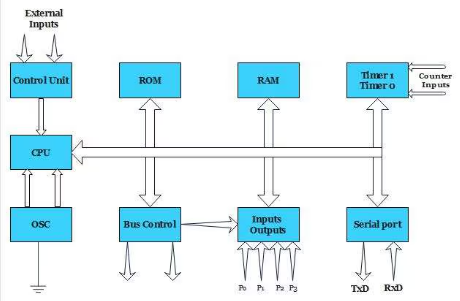 External
Inputs
Control Unit
ROM
RAM
Timer 1
Timer 0
Counter
Inputs
CPU
OSC
Bus Control
Inputs
Outputs
Serial port
P0 P1 P2 P3
TxD RxD